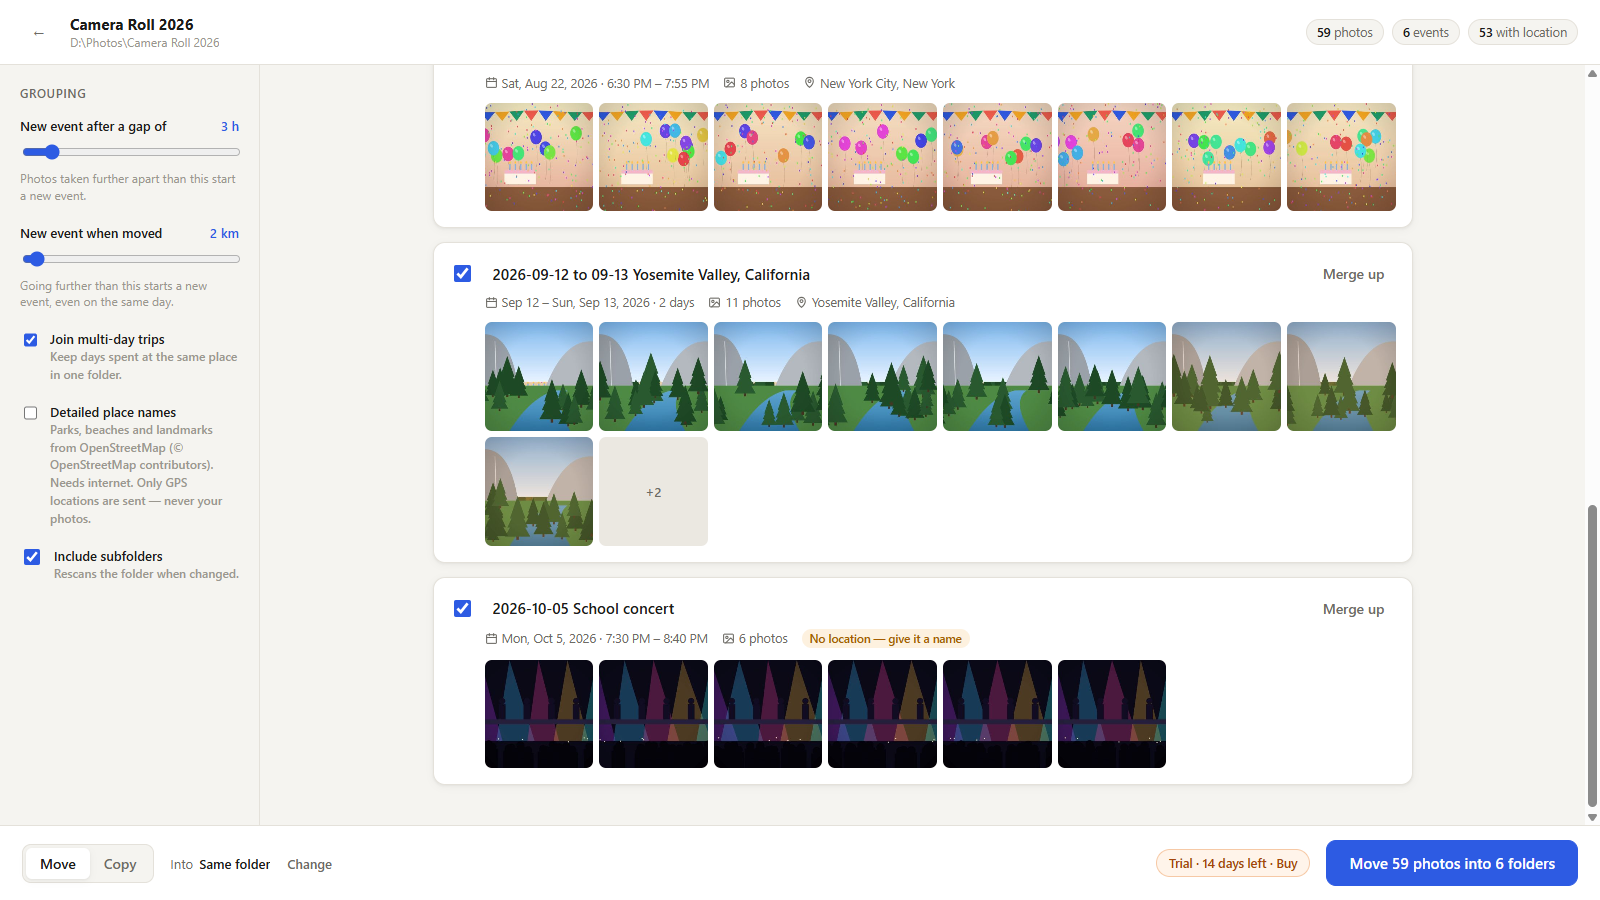 ←
Camera Roll 2026
D:\Photos\Camera Roll 2026
59 photos
6 events
53 with location
GROUPING
New event after a gap of 3 h
Photos taken further apart than this start
a new event.
New event when moved 2 km
Going further than this starts a new
event, even on the same day.
Join multi-day trips
Keep days spent at the same place
in one folder.
Detailed place names
Parks, beaches and landmarks
from OpenStreetMap (©
OpenStreetMap contributors).
Needs internet. Only GPS
locations are sent — never your
photos.
Include subfolders
Rescans the folder when changed.
Sat, Aug 22, 2026 · 6:30 PM – 7:55 PM 8 photos New York City, New York
2026-09-12 to 09-13 Yosemite Valley, California Merge up
Sep 12 – Sun, Sep 13, 2026 · 2 days 11 photos Yosemite Valley, California
+2
2026-10-05 School concert Merge up
Mon, Oct 5, 2026 · 7:30 PM – 8:40 PM 6 photos No location — give it a name
Move Copy Into Same folder Change
Trial · 14 days left · Buy
Move 59 photos into 6 folders